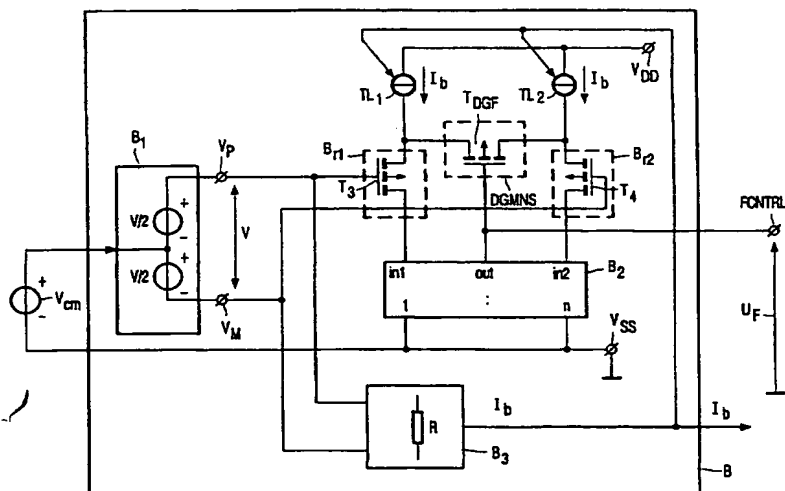 TL1
Ib
TL2
Ib
VDD
TDGF
B1
VP
Br1
Br2
T3
DGMNS
T4
V/2
+
-
V
FCNTRL
V/2
+
-
in1
out
in2
B2
+
Vcm
-
1
:
n
VM
VSS
UF
R
Ib
Ib
B3
B